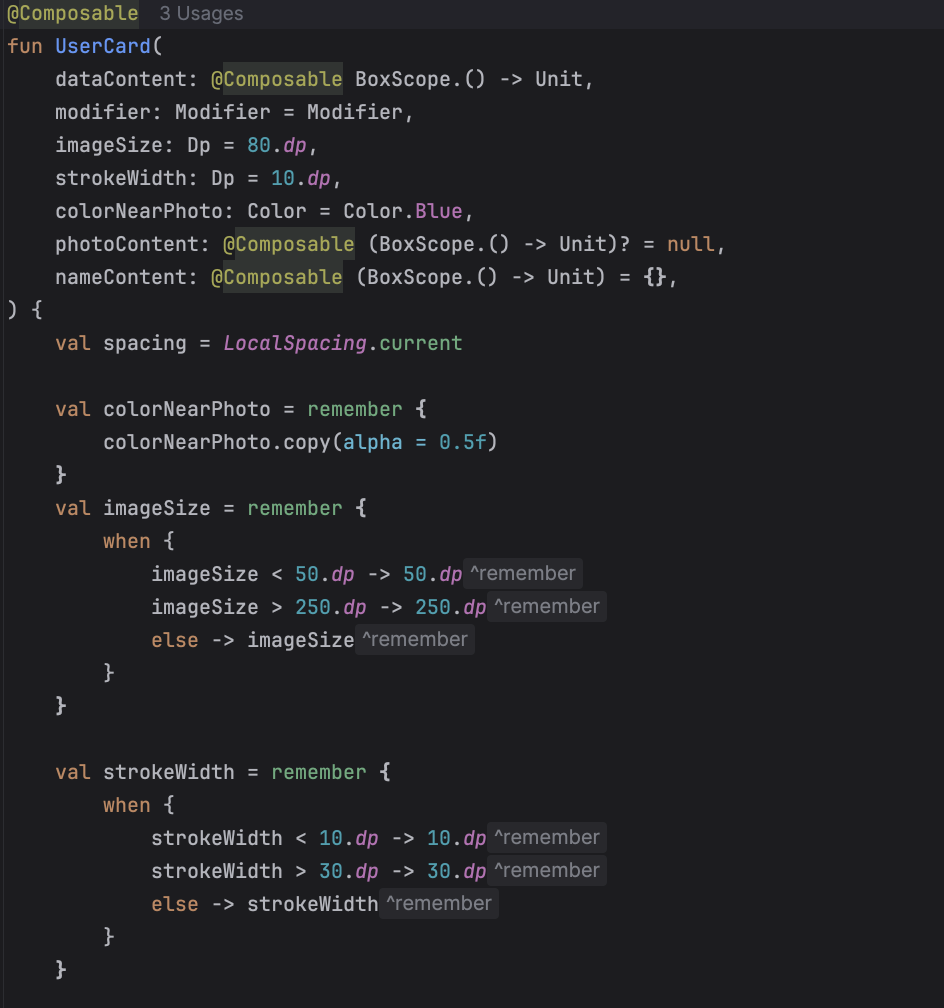 @Composable 3 Usages
fun UserCard(
    dataContent: @Composable BoxScope.() -> Unit,
    modifier: Modifier = Modifier,
    imageSize: Dp = 80.dp,
    strokeWidth: Dp = 10.dp,
    colorNearPhoto: Color = Color.Blue,
    photoContent: @Composable (BoxScope.() -> Unit)? = null,
    nameContent: @Composable (BoxScope.() -> Unit) = {},
) {
    val spacing = LocalSpacing.current

    val colorNearPhoto = remember {
        colorNearPhoto.copy(alpha = 0.5f)
    }
    val imageSize = remember {
        when {
            imageSize < 50.dp -> 50.dp ^remember
            imageSize > 250.dp -> 250.dp ^remember
            else -> imageSize ^remember
        }
    }

    val strokeWidth = remember {
        when {
            strokeWidth < 10.dp -> 10.dp ^remember
            strokeWidth > 30.dp -> 30.dp ^remember
            else -> strokeWidth ^remember
        }
    }